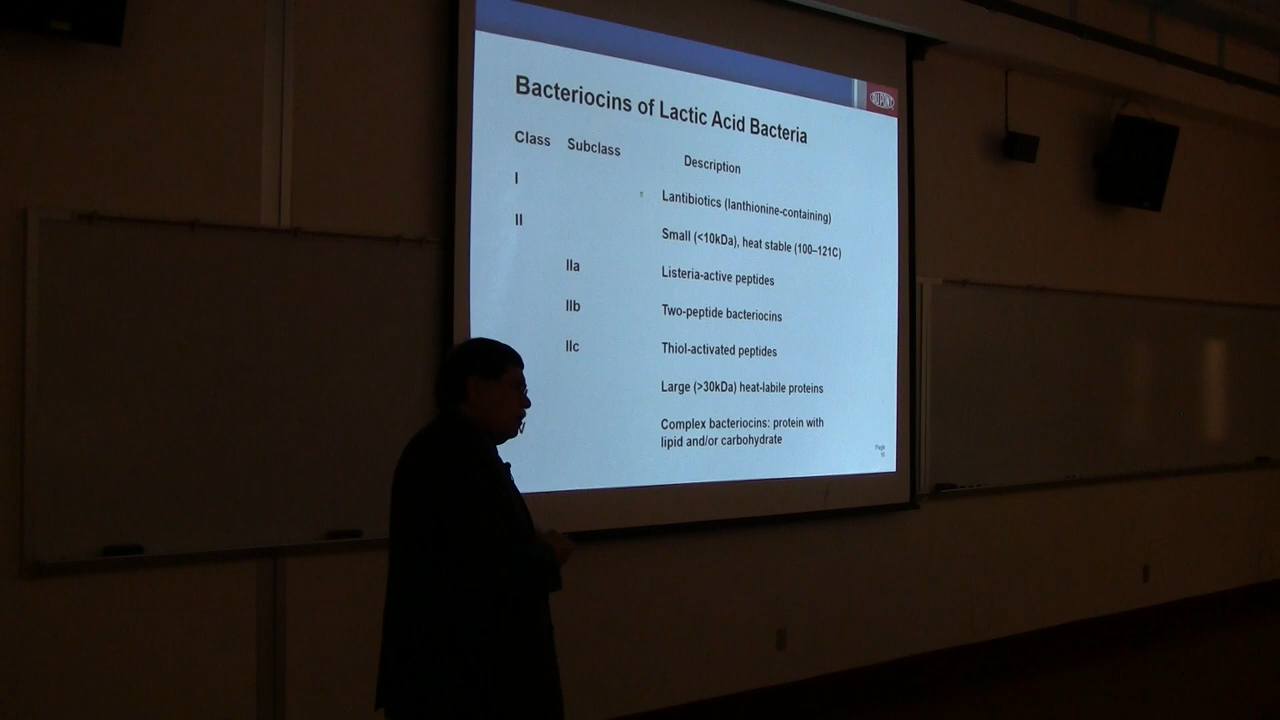 DUPONT
Bacteriocins of Lactic Acid Bacteria
Class Subclass Description
I Lantibiotics (lanthionine-containing)
II Small (<10kDa), heat stable (100–121C)
IIa Listeria-active peptides
IIb Two-peptide bacteriocins
IIc Thiol-activated peptides
Large (>30kDa) heat-labile proteins
Complex bacteriocins: protein with
lipid and/or carbohydrate
Page